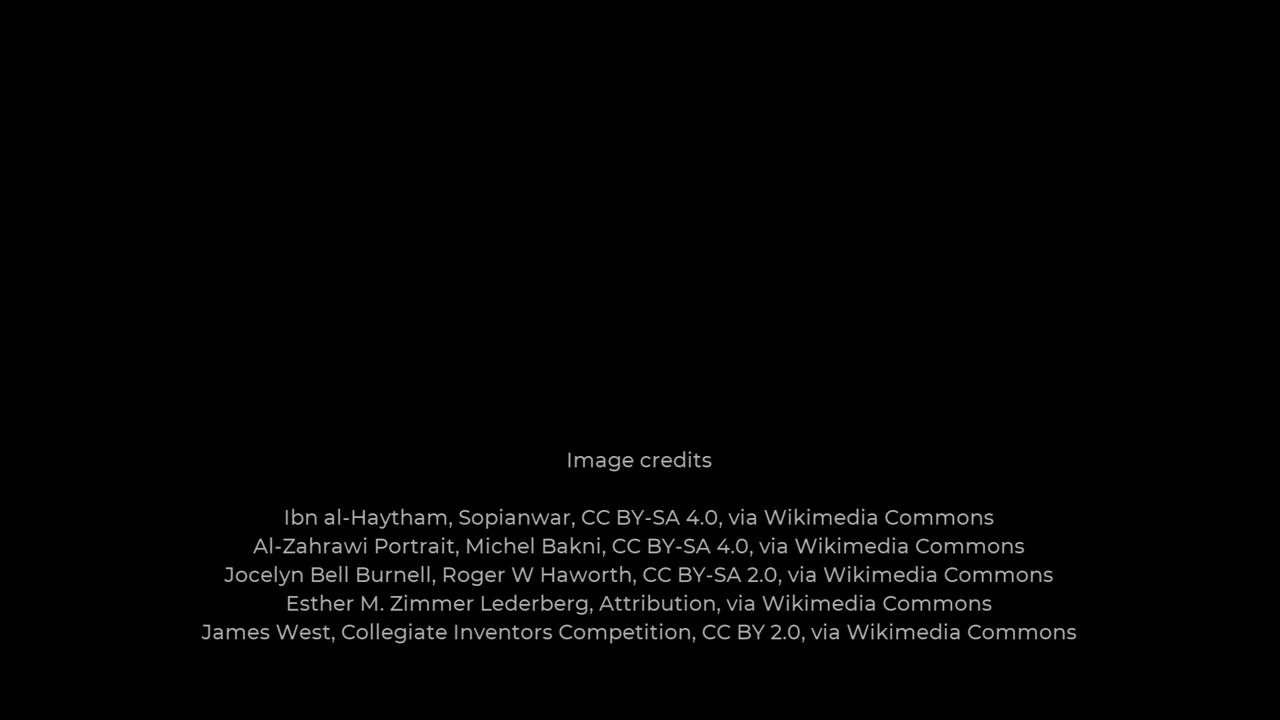 Image credits
Ibn al-Haytham, Sopianwar, CC BY-SA 4.0, via Wikimedia Commons
Al-Zahrawi Portrait, Michel Bakni, CC BY-SA 4.0, via Wikimedia Commons
Jocelyn Bell Burnell, Roger W Haworth, CC BY-SA 2.0, via Wikimedia Commons
Esther M. Zimmer Lederberg, Attribution, via Wikimedia Commons
James West, Collegiate Inventors Competition, CC BY 2.0, via Wikimedia Commons